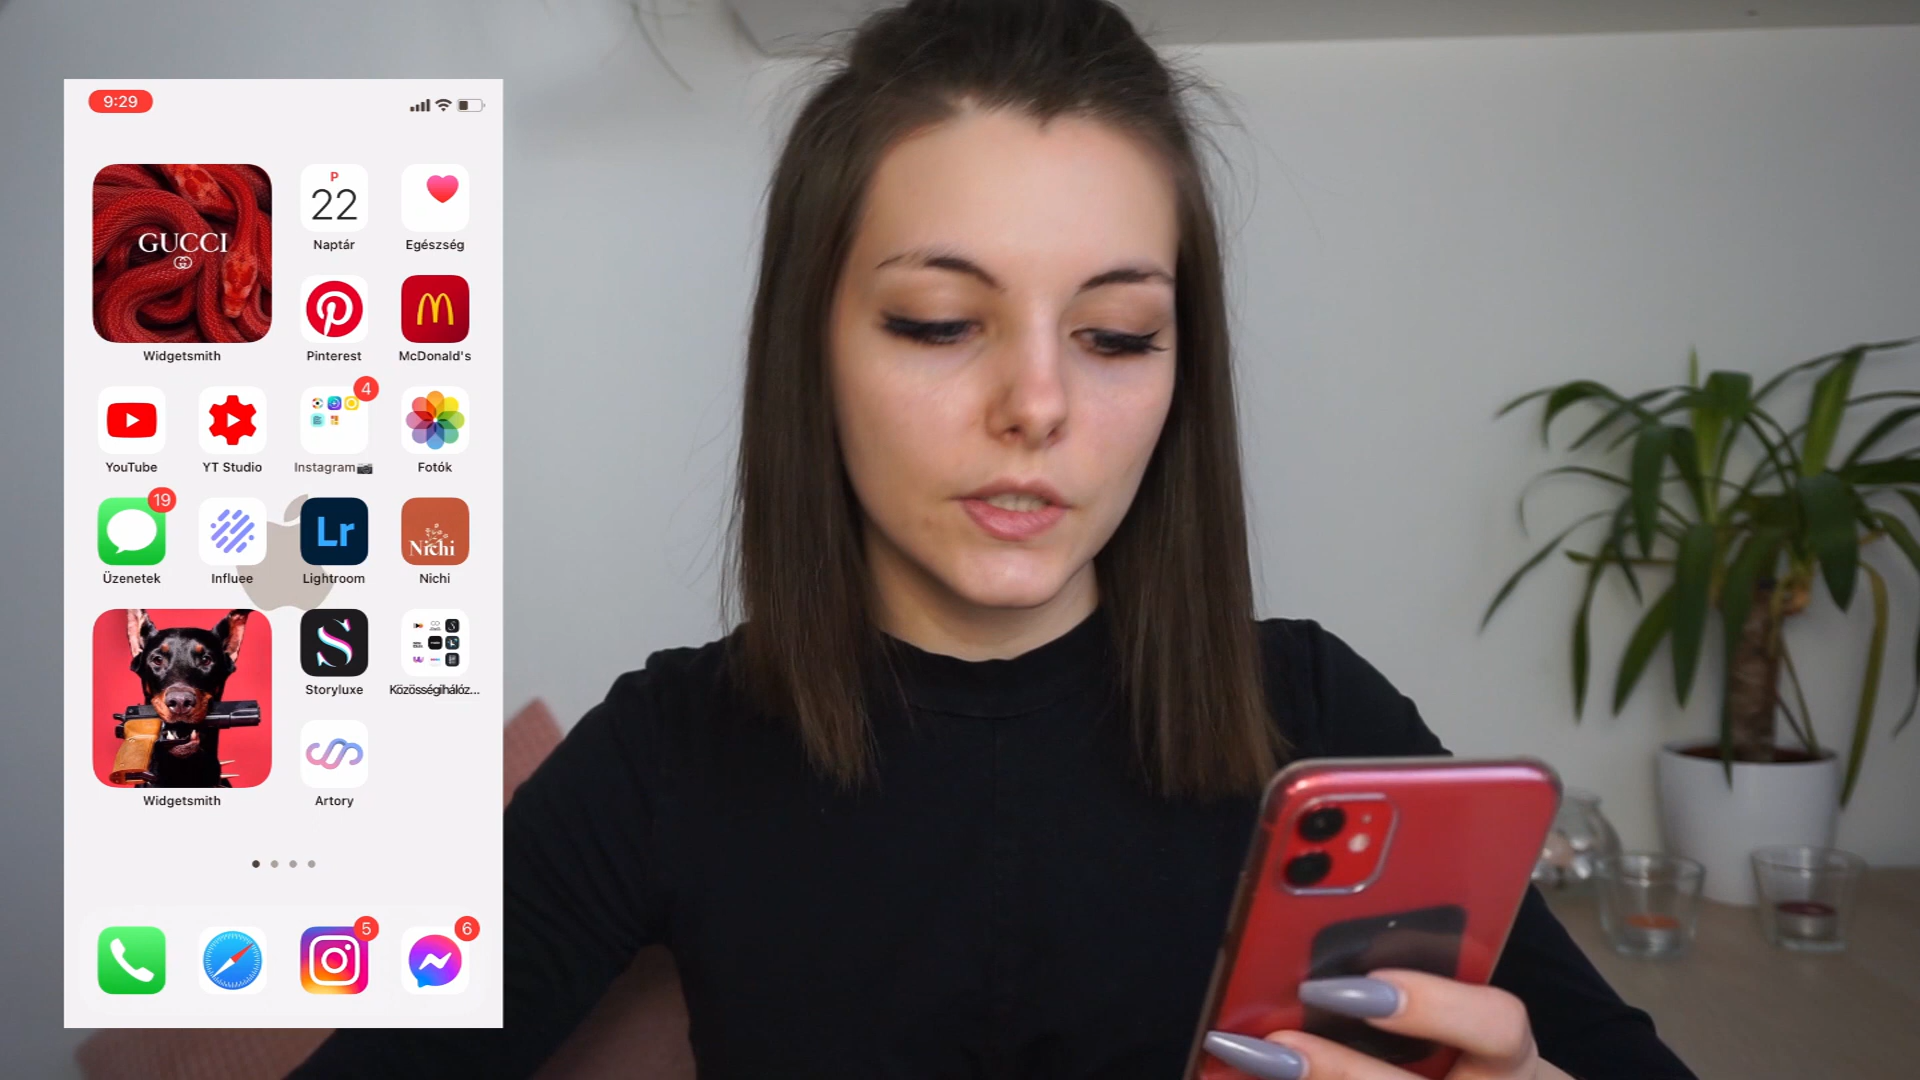 9:29
GUCCI
Widgetsmith
P
22
Naptár
Egészség
Pinterest
McDonald's
YouTube
YT Studio
4
Instagram📷
Fotók
19
Üzenetek
Influee
Lr
Lightroom
Nichi
Nichi
Widgetsmith
S
Storyluxe
Közösségihálóz...
Artory
5
6